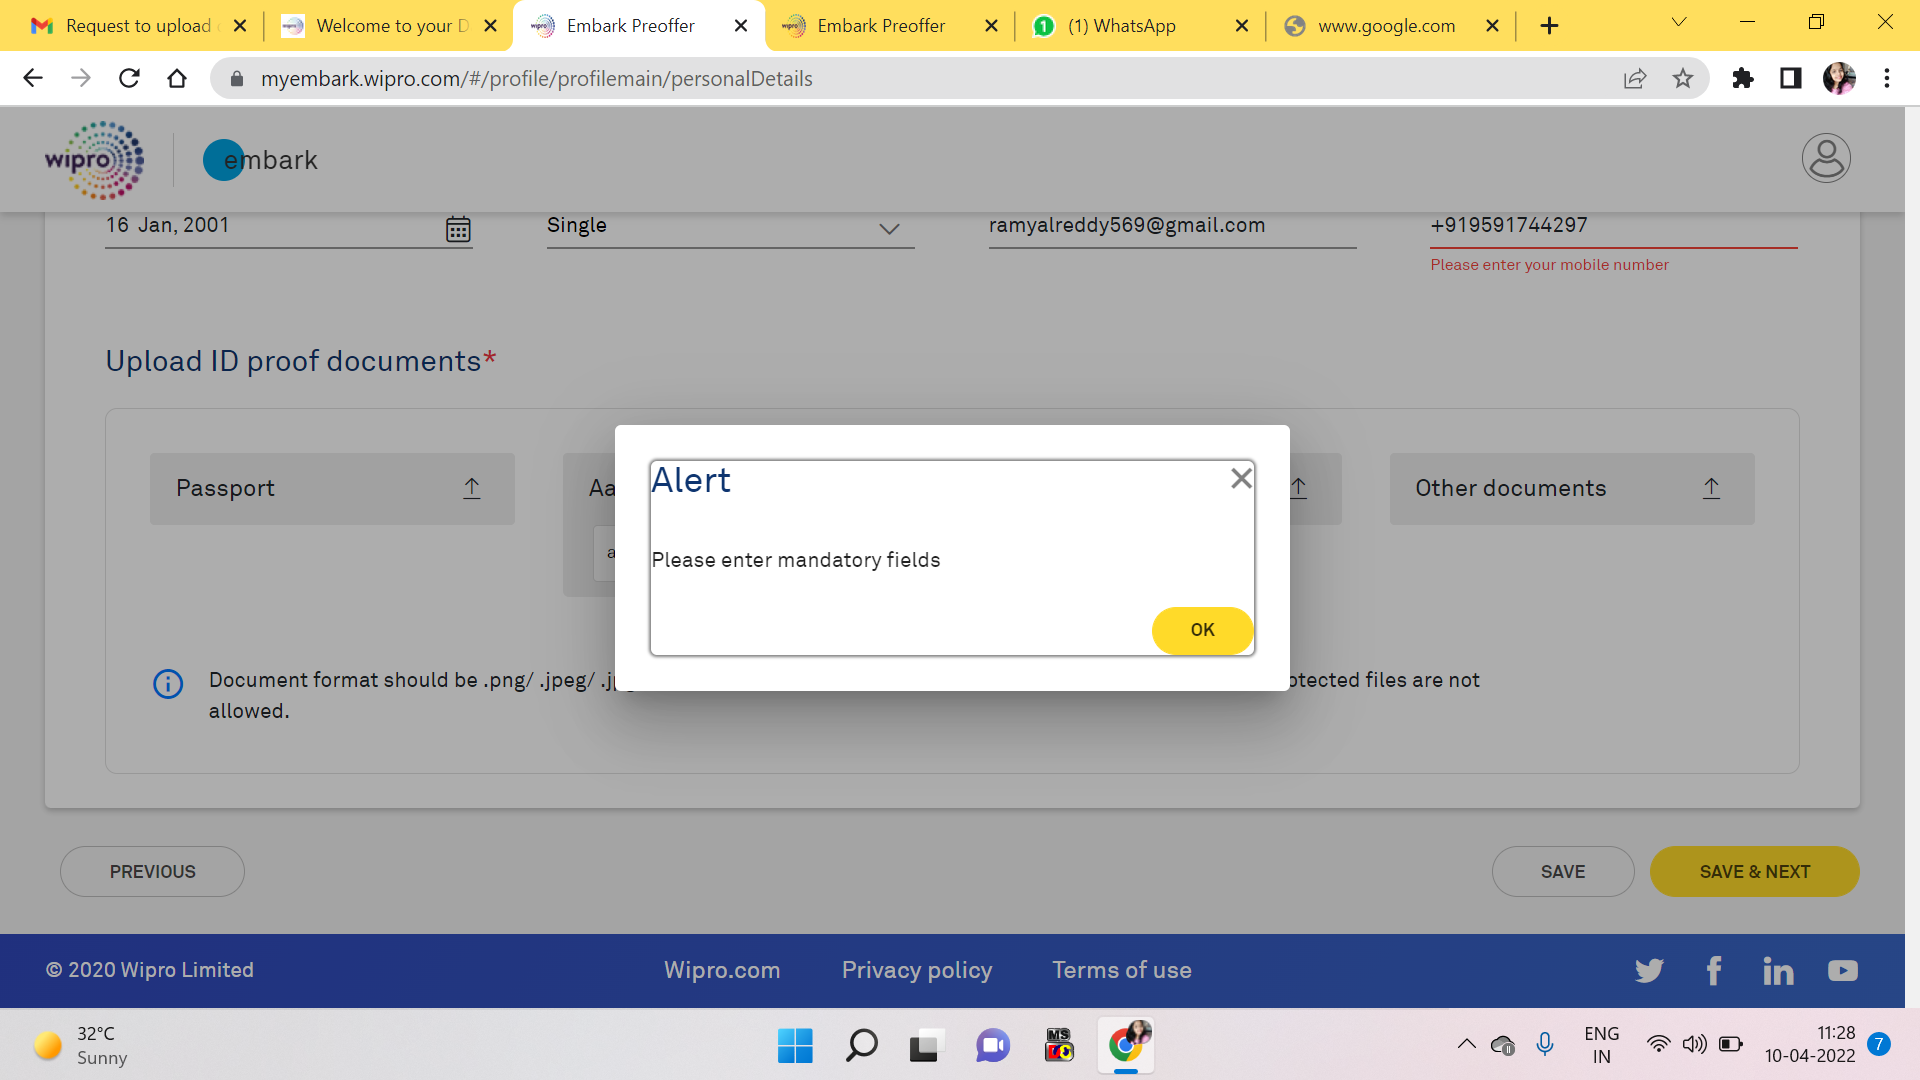 Request to upload
Welcome to your D
Embark Preoffer
Embark Preoffer
(1) WhatsApp
www.google.com
myembark.wipro.com/#/profile/profilemain/personalDetails
wipro
embark
16 Jan, 2001
Single
ramyalreddy569@gmail.com
+919591744297
Please enter your mobile number
Upload ID proof documents*
Passport
Aa
Other documents
a
Alert
Please enter mandatory fields
OK
Document format should be .png/ .jpeg/ .jp
otected files are not
allowed.
PREVIOUS
SAVE
SAVE & NEXT
© 2020 Wipro Limited
Wipro.com
Privacy policy
Terms of use
32°C
Sunny
MS
ENG
IN
11:28
10-04-2022
7